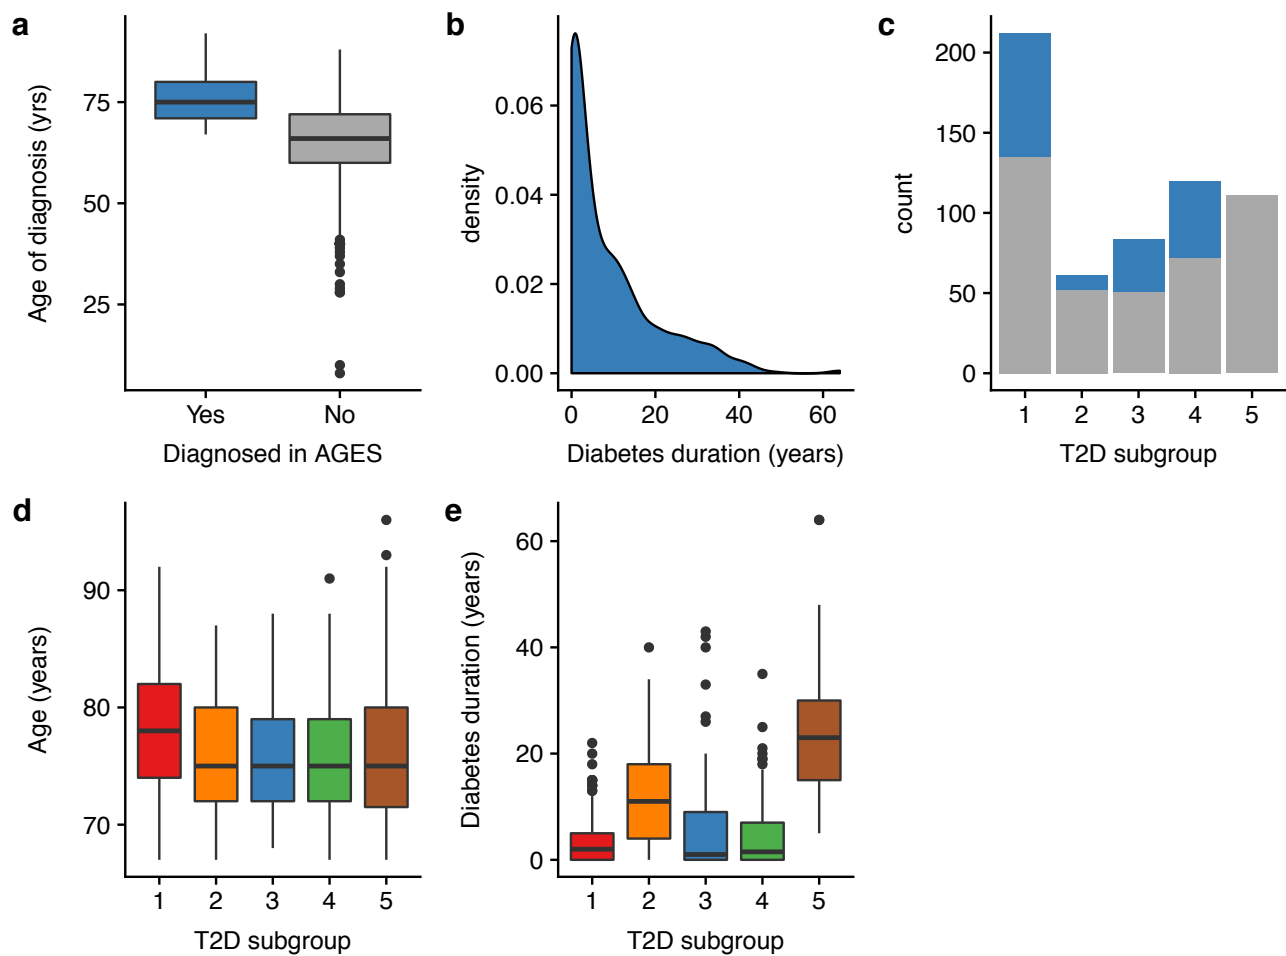 a
Age of diagnosis (yrs)
75
50
25
Yes No
Diagnosed in AGES
b
density
0.06
0.04
0.02
0.00
0 20 40 60
Diabetes duration (years)
c
count
200
150
100
50
0
1 2 3 4 5
T2D subgroup
d
Age (years)
90
80
70
1 2 3 4 5
T2D subgroup
e
Diabetes duration (years)
60
40
20
0
1 2 3 4 5
T2D subgroup